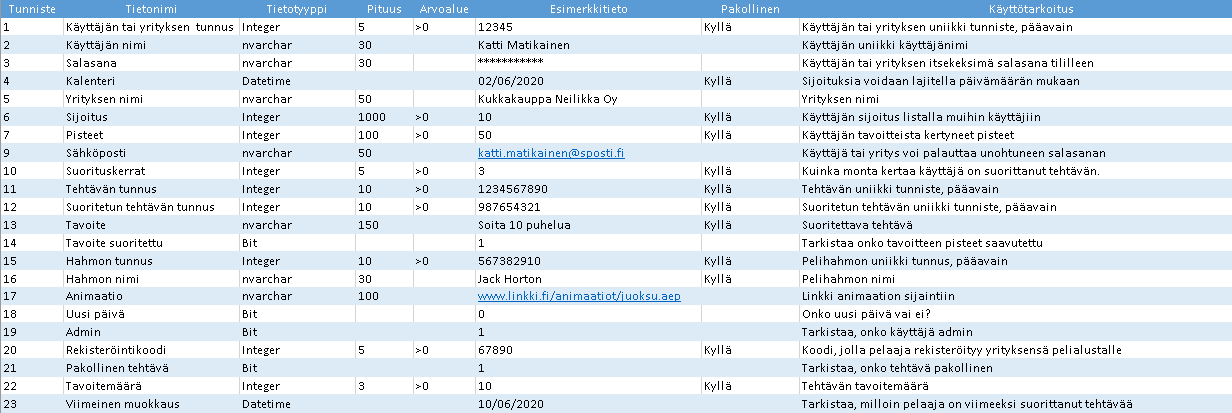 Tunniste Tietonimi Tietotyyppi Pituus Arvoalue Esimerkkitieto Pakollinen Käyttötarkoitus
1 Käyttäjän tai yrityksen tunnus Integer 5 >0 12345 Kyllä Käyttäjän tai yrityksen uniikki tunniste, pääavain
2 Käyttäjän nimi nvarchar 30 Katti Matikainen Käyttäjän uniikki käyttäjänimi
3 Salasana nvarchar 30 *********** Käyttäjän tai yrityksen itsekeksimä salasana tililleen
4 Kalenteri Datetime 02/06/2020 Kyllä Sijoituksia voidaan lajitella päivämäärän mukaan
5 Yrityksen nimi nvarchar 50 Kukkakauppa Neilikka Oy Yrityksen nimi
6 Sijoitus Integer 1000 >0 10 Kyllä Käyttäjän sijoitus listalla muihin käyttäjiin
7 Pisteet Integer 100 >0 50 Kyllä Käyttäjän tavoitteista kertyneet pisteet
9 Sähköposti nvarchar 50 katti.matikainen@sposti.fi Käyttäjä tai yritys voi palauttaa unohtuneen salasanan
10 Suorituskerrat Integer 5 >0 3 Kyllä Kuinka monta kertaa käyttäjä on suorittanut tehtävän.
11 Tehtävän tunnus Integer 10 >0 1234567890 Kyllä Tehtävän uniikki tunniste, pääavain
12 Suoritetun tehtävän tunnus Integer 10 >0 987654321 Kyllä Suoritetun tehtävän uniikki tunniste, pääavain
13 Tavoite nvarchar 150 Soita 10 puhelua Kyllä Suoritettava tehtävä
14 Tavoite suoritettu Bit 1 Tarkistaa onko tavoitteen pisteet saavutettu
15 Hahmon tunnus Integer 10 >0 567382910 Kyllä Pelihahmon uniikki tunnus, pääavain
16 Hahmon nimi nvarchar 30 Jack Horton Kyllä Pelihahmon nimi
17 Animaatio nvarchar 100 www.linkki.fi/animaatiot/juoksu.aep Linkki animaation sijaintiin
18 Uusi päivä Bit 0 Onko uusi päivä vai ei?
19 Admin Bit 1 Tarkistaa, onko käyttäjä admin
20 Rekisteröintikoodi Integer 5 >0 67890 Kyllä Koodi, jolla pelaaja rekisteröityy yrityksensä pelialustalle
21 Pakollinen tehtävä Bit 1 Tarkistaa, onko tehtävä pakollinen
22 Tavoitemäärä Integer 3 >0 10 Kyllä Tehtävän tavoitemäärä
23 Viimeinen muokkaus Datetime 10/06/2020 Tarkistaa, milloin pelaaja on viimeeksi suorittanut tehtävää